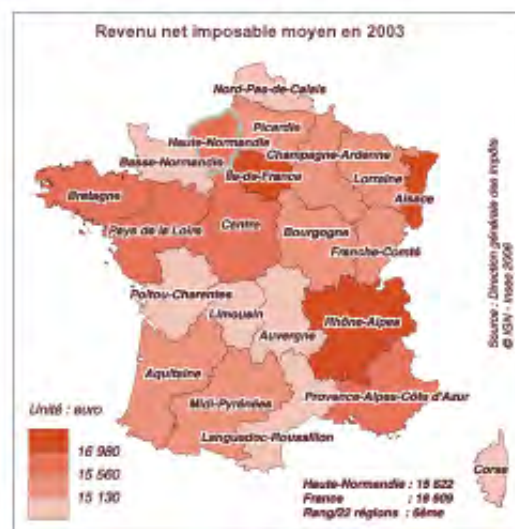 Revenu net imposable moyen en 2003
Nord-Pas-de-Calais
Haute-Normandie
Picardie
Basse-Normandie
Champagne-Ardenne
Île-de-France
Lorraine
Alsace
Bretagne
Pays de la Loire
Centre
Bourgogne
Franche-Comté
Poitou-Charentes
Limousin
Auvergne
Rhône-Alpes
Aquitaine
Midi-Pyrénées
Provence-Alpes-Côte d'Azur
Languedoc-Roussillon
Corse
Unité : euro
16 980
15 560
15 130
Haute-Normandie : 15 822
France : 16 609
Rang/22 régions : 6ème
Source : Direction générale des Impôts
© IGN - Insee 2006